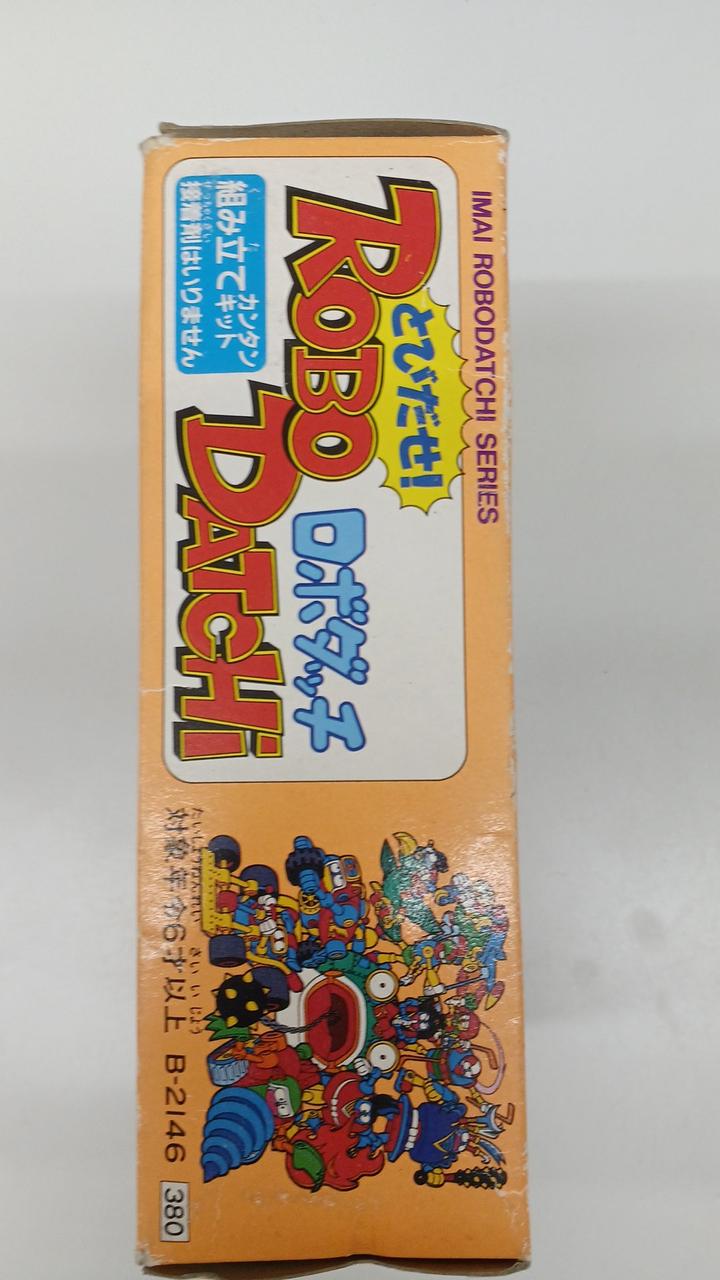 IMAI ROBODATCHI SERIES
とびだせ!
ROBO
DATCHi
ロボダッチ
組み立てカンタンキット
接着剤はいりません
対象年令6才以上 B-2146 380